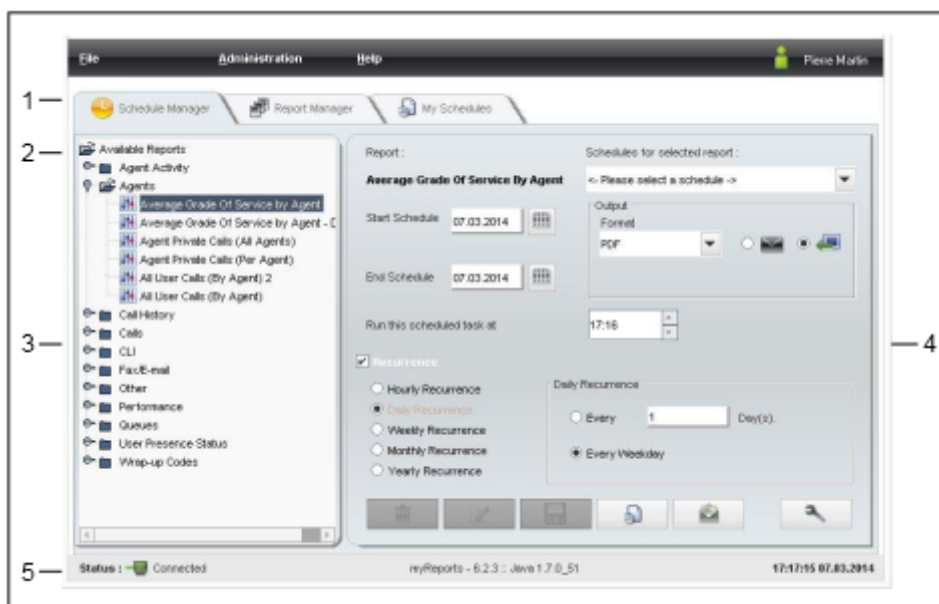 File Administration Help Pierre Martin
1
Schedule Manager Report Manager My Schedules
2
Available Reports
Agent Activity
Agents
Average Grade Of Service by Agent
Average Grade Of Service by Agent - D
Agent Private Calls (All Agents)
Agent Private Calls (Per Agent)
All User Calls (By Agent) 2
All User Calls (By Agent)
Call History
3
Calls
CLI
Fax/E-mail
Other
Performance
Queues
User Presence Status
Wrap-up Codes
Report :
Schedules for selected report :
Average Grade Of Service By Agent
<- Please select a schedule ->
Start Schedule 07.03.2014
Output
Format
PDF
End Schedule 07.03.2014
Run this scheduled task at 17:16
4
Recurrence
Hourly Recurrence
Daily Recurrence
Weekly Recurrence
Monthly Recurrence
Yearly Recurrence
Daily Recurrence
Every 1 Day(s).
Every Weekday
5
Status : Connected
myReports - 6.2.3 :: Java 1.7.0_51
17:17:15 07.03.2014